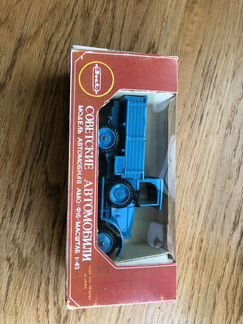 СОВЕТСКИЕ АВТОМОБИЛИ
МОДЕЛЬ АВТОМОБИЛЯ АМО-Ф15-МАСШТАБ 1:43